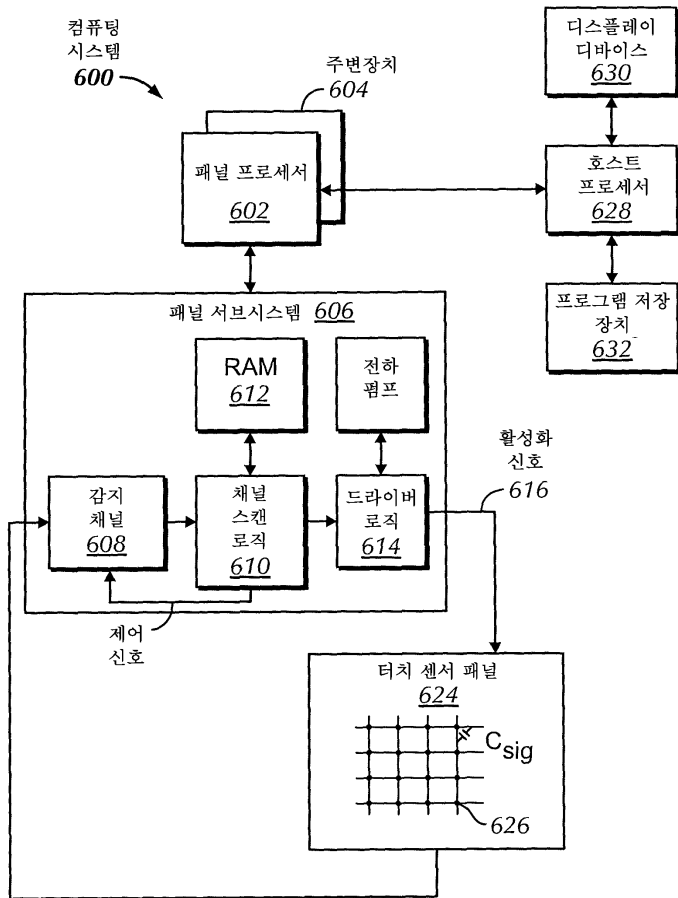 컴퓨팅
시스템
600
주변장치
604
디스플레이
디바이스
630
패널 프로세서
602
호스트
프로세서
628
프로그램 저장
장치
632
패널 서브시스템 606
RAM
612
전하
펌프
감지
채널
608
채널
스캔
로직
610
드라이버
로직
614
활성화
신호
616
제어
신호
터치 센서 패널
624
Csig
626